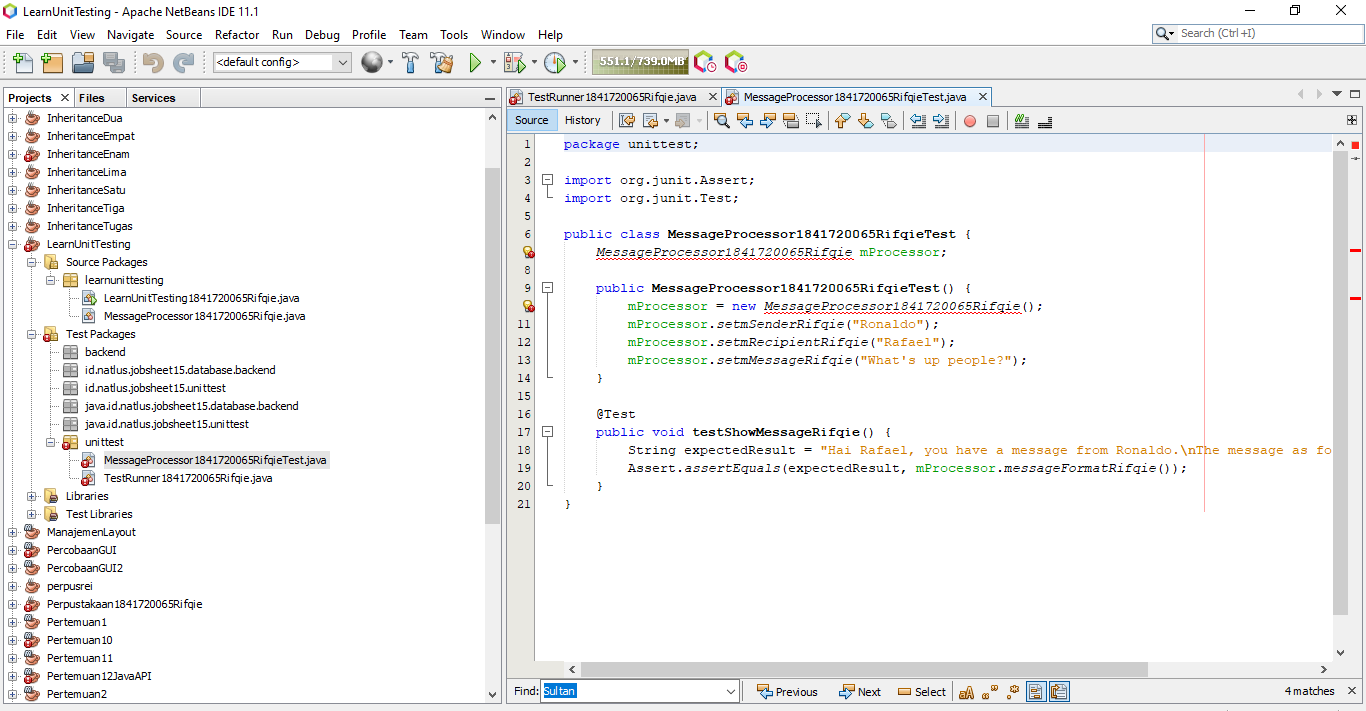 LearnUnitTesting - Apache NetBeans IDE 11.1
File Edit View Navigate Source Refactor Run Debug Profile Team Tools Window Help
Search (Ctrl+I)
<default config>
551.1/739.0MB
Projects Files Services
InheritanceDua
InheritanceEmpat
InheritanceEnam
InheritanceLima
InheritanceSatu
InheritanceTiga
InheritanceTugas
LearnUnitTesting
Source Packages
learnunittesting
LearnUnitTesting1841720065Rifqie.java
MessageProcessor1841720065Rifqie.java
Test Packages
backend
id.natlus.jobsheet15.database.backend
id.natlus.jobsheet15.unittest
java.id.natlus.jobsheet15.database.backend
java.id.natlus.jobsheet15.unittest
unittest
MessageProcessor1841720065RifqieTest.java
TestRunner1841720065Rifqie.java
Libraries
Test Libraries
ManajemenLayout
PercobaanGUI
PercobaanGUI2
perpusrei
Perpustakaan1841720065Rifqie
Pertemuan1
Pertemuan10
Pertemuan11
Pertemuan12JavaAPI
Pertemuan2
TestRunner1841720065Rifqie.java MessageProcessor1841720065RifqieTest.java
Source History
1 package unittest;
2
3 import org.junit.Assert;
4 import org.junit.Test;
5
6 public class MessageProcessor1841720065RifqieTest {
MessageProcessor1841720065Rifqie mProcessor;
8
9 public MessageProcessor1841720065RifqieTest() {
mProcessor = new MessageProcessor1841720065Rifqie();
11 mProcessor.setmSenderRifqie("Ronaldo");
12 mProcessor.setmRecipientRifqie("Rafael");
13 mProcessor.setmMessageRifqie("What's up people?");
14 }
15
16 @Test
17 public void testShowMessageRifqie() {
18 String expectedResult = "Hai Rafael, you have a message from Ronaldo.\nThe message as fo
19 Assert.assertEquals(expectedResult, mProcessor.messageFormatRifqie());
20 }
21 }
Find: Sultan Previous Next Select 4 matches